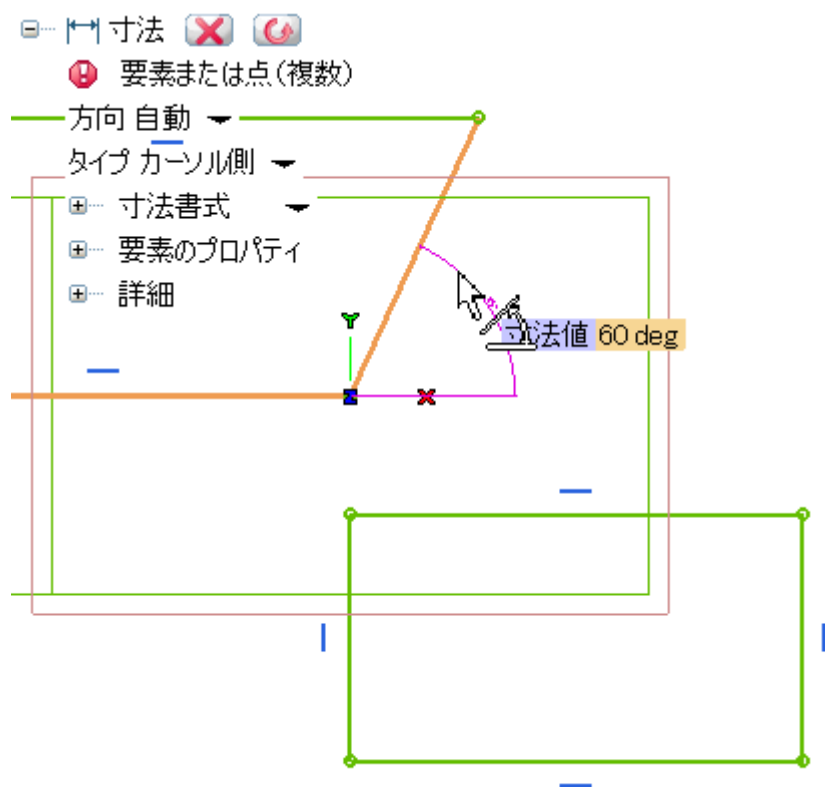 寸法
要素または点(複数)
方向 自動
タイプ カーソル側
寸法書式
要素のプロパティ
詳細
Y
寸法値 60 deg
X